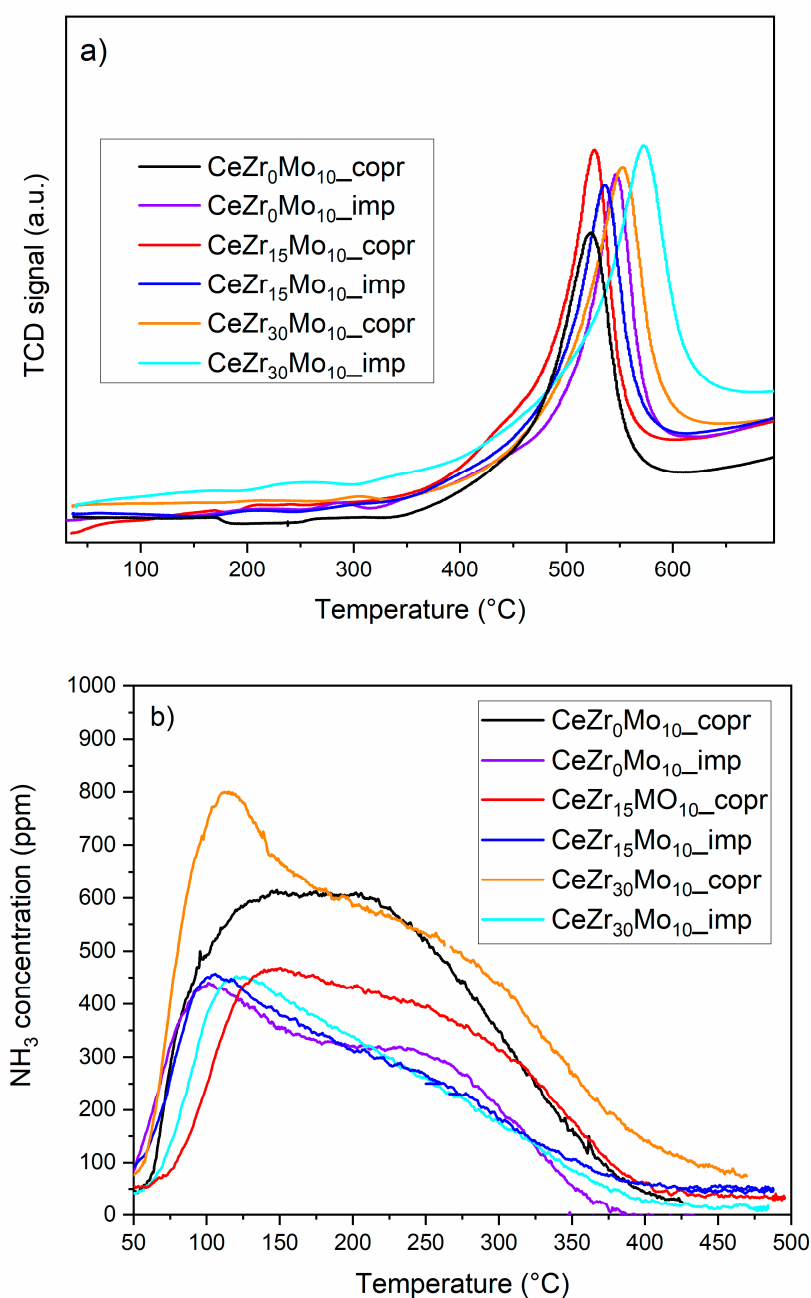 a)
TCD signal (a.u.)
CeZr₀Mo₁₀_copr
CeZr₀Mo₁₀_imp
CeZr₁₅Mo₁₀_copr
CeZr₁₅Mo₁₀_imp
CeZr₃₀Mo₁₀_copr
CeZr₃₀Mo₁₀_imp
100 200 300 400 500 600
Temperature (°C)
b)
NH₃ concentration (ppm)
1000
900
800
700
600
500
400
300
200
100
0
CeZr₀Mo₁₀_copr
CeZr₀Mo₁₀_imp
CeZr₁₅MO₁₀_copr
CeZr₁₅Mo₁₀_imp
CeZr₃₀Mo₁₀_copr
CeZr₃₀Mo₁₀_imp
50 100 150 200 250 300 350 400 450 500
Temperature (°C)